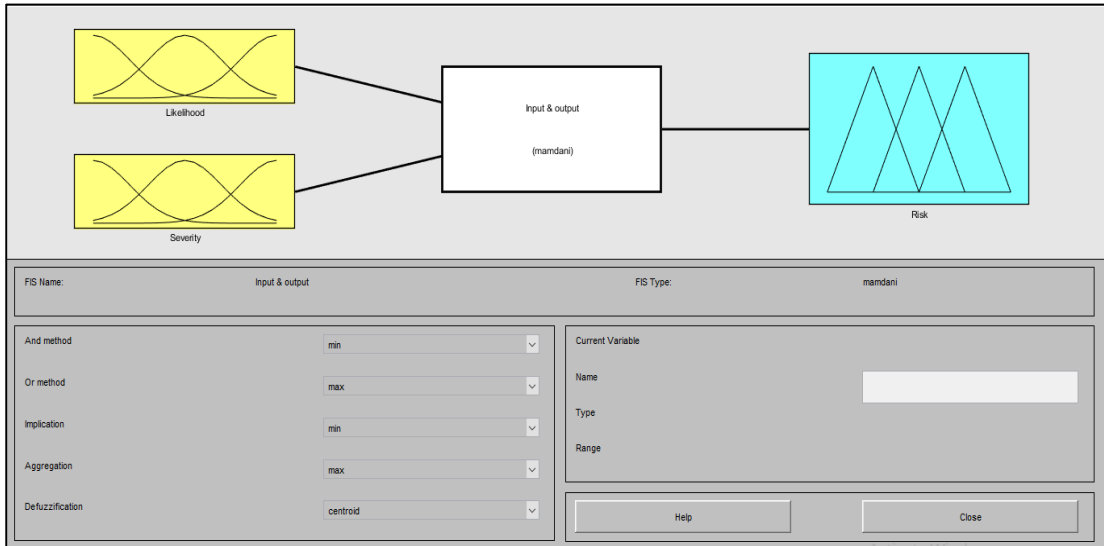 Likelihood
Severity
Input & output
(mamdani)
Risk
FIS Name: Input & output FIS Type: mamdani
And method min
Or method max
Implication min
Aggregation max
Defuzzification centroid
Current Variable
Name
Type
Range
Help Close